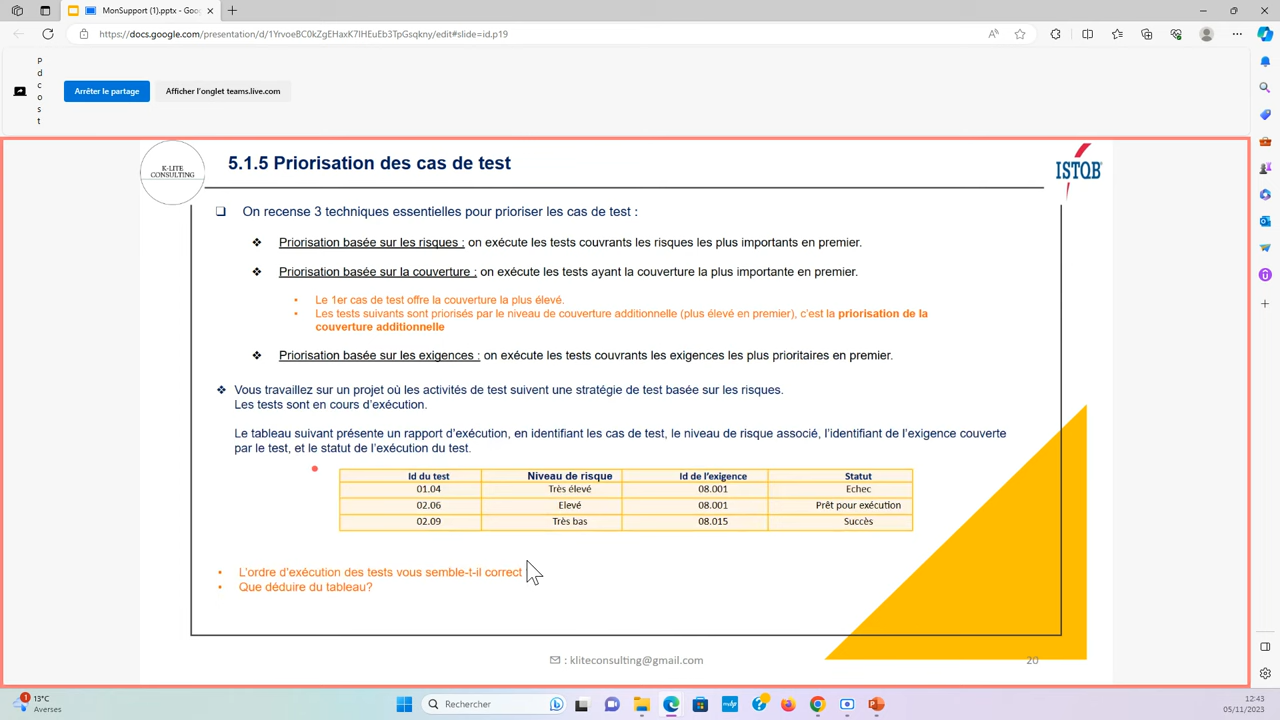 MonSupport (1).pptx - Goo
https://docs.google.com/presentation/d/1YrvoeBC0kZgEHaxK7IHEuEb3TpGsqkny/edit#slide=id.p19
P
d
c
o
s
t
Arrêter le partage
Afficher l'onglet teams.live.com
K-LITE
CONSULTING
5.1.5 Priorisation des cas de test
ISTQB
On recense 3 techniques essentielles pour prioriser les cas de test :
Priorisation basée sur les risques : on exécute les tests couvrants les risques les plus importants en premier.
Priorisation basée sur la couverture : on exécute les tests ayant la couverture la plus importante en premier.
Le 1er cas de test offre la couverture la plus élevé.
Les tests suivants sont priorisés par le niveau de couverture additionnelle (plus élevé en premier), c'est la priorisation de la
couverture additionnelle
Priorisation basée sur les exigences : on exécute les tests couvrants les exigences les plus prioritaires en premier.
Vous travaillez sur un projet où les activités de test suivent une stratégie de test basée sur les risques.
Les tests sont en cours d'exécution.
Le tableau suivant présente un rapport d'exécution, en identifiant les cas de test, le niveau de risque associé, l'identifiant de l'exigence couverte
par le test, et le statut de l'exécution du test.
Id du test Niveau de risque Id de l'exigence Statut
01.04 Très élevé 08.001 Echec
02.06 Elevé 08.001 Prêt pour exécution
02.09 Très bas 08.015 Succès
L'ordre d'exécution des tests vous semble-t-il correct
Que déduire du tableau?
: kliteconsulting@gmail.com
20
1
13°C
Averses
Rechercher
12:43
05/11/2023